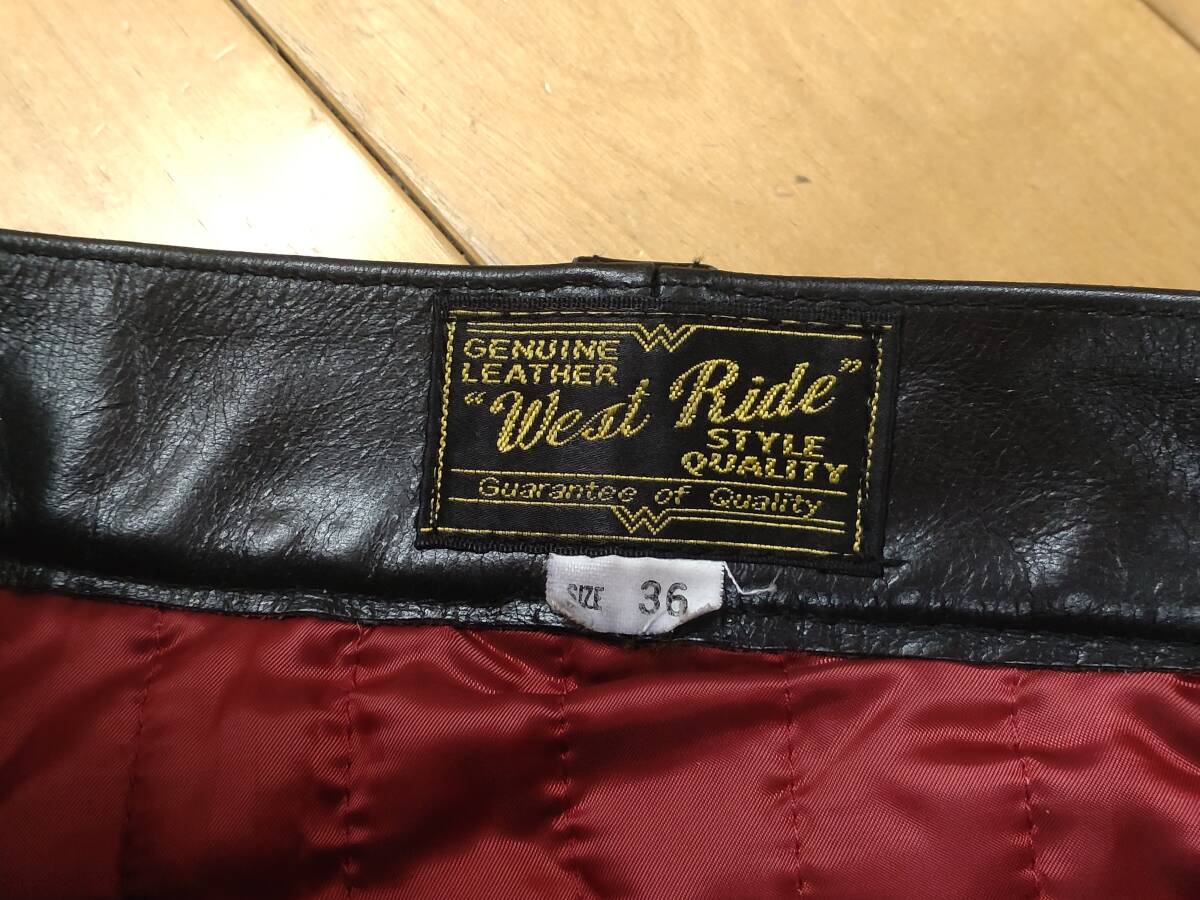 GENUINE
LEATHER
"West Ride"
STYLE
QUALITY
Guarantee of Quality
SIZE 36